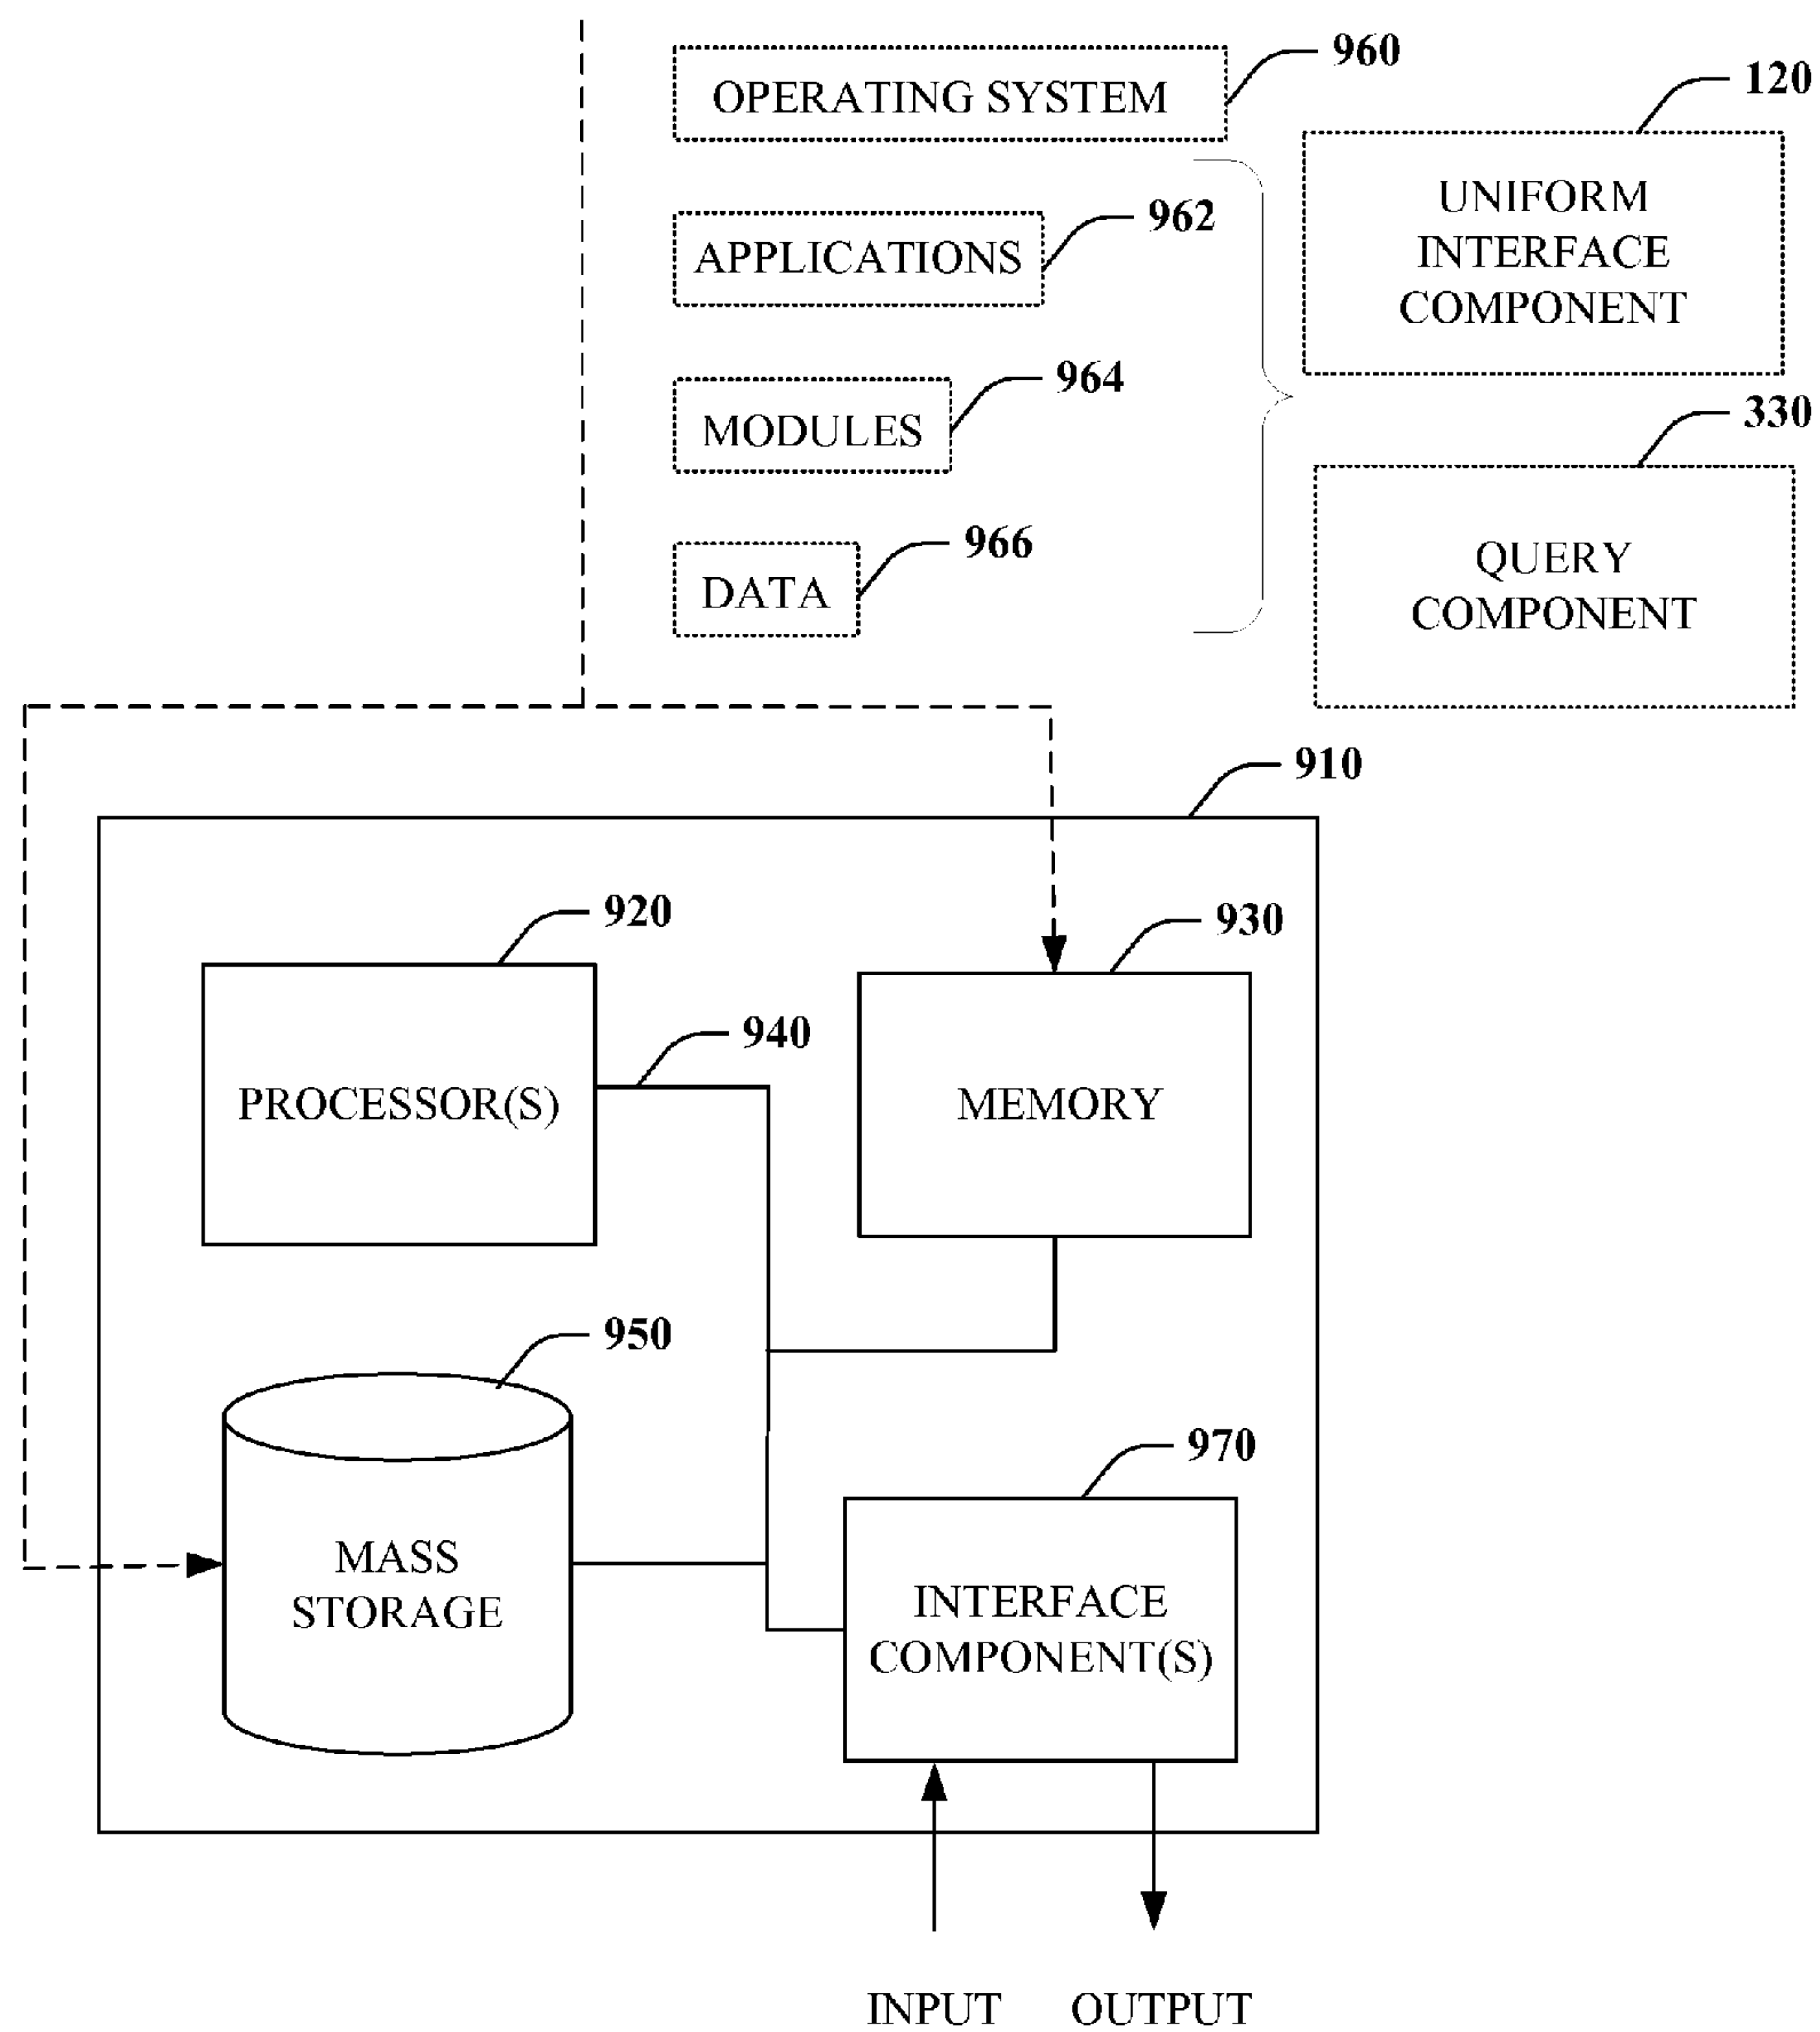 960
OPERATING SYSTEM
120
UNIFORM
INTERFACE
COMPONENT
962
APPLICATIONS
964
MODULES
330
QUERY
COMPONENT
966
DATA
910
920
PROCESSOR(S)
930
MEMORY
940
950
MASS
STORAGE
970
INTERFACE
COMPONENT(S)
INPUT
OUTPUT